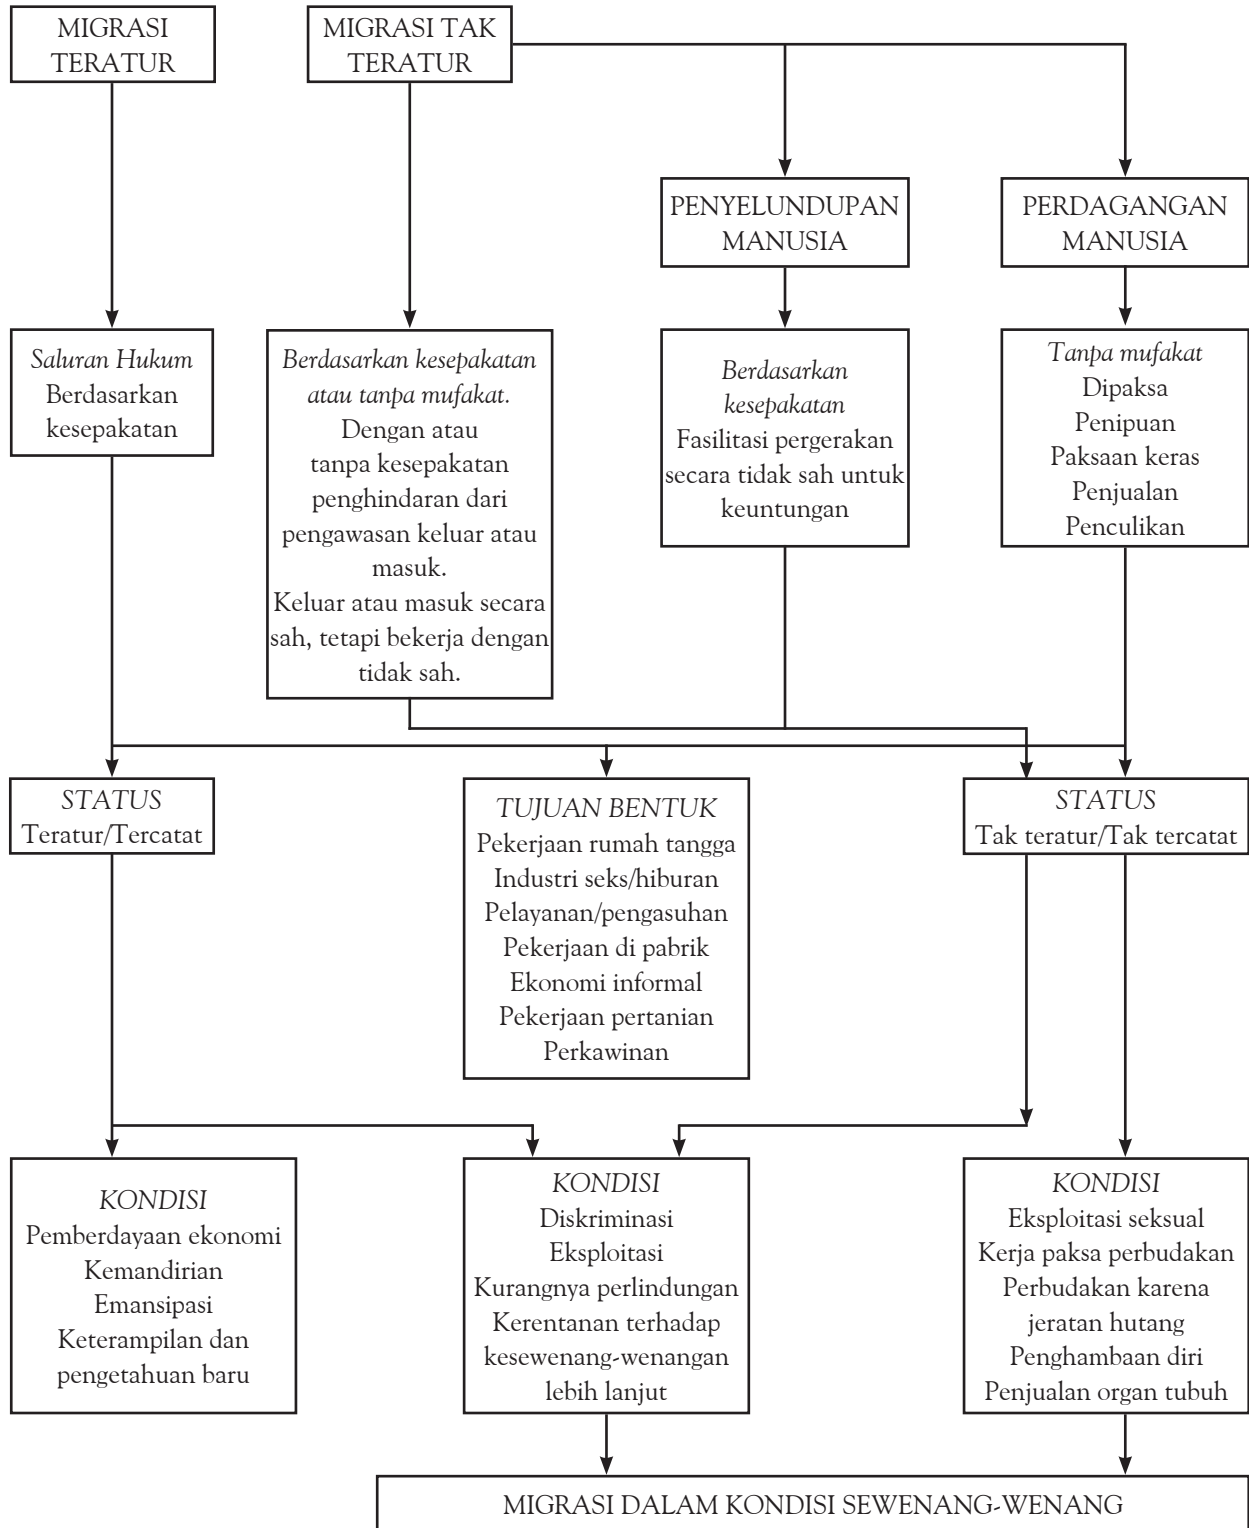 MIGRASI
TERATUR
MIGRASI TAK
TERATUR
PENYELUNDUPAN
MANUSIA
PERDAGANGAN
MANUSIA
Saluran Hukum
Berdasarkan
kesepakatan
Berdasarkan kesepakatan
atau tanpa mufakat.
Dengan atau
tanpa kesepakatan
penghindaran dari
pengawasan keluar atau
masuk.
Keluar atau masuk secara
sah, tetapi bekerja dengan
tidak sah.
Berdasarkan
kesepakatan
Fasilitasi pergerakan
secara tidak sah untuk
keuntungan
Tanpa mufakat
Dipaksa
Penipuan
Paksaan keras
Penjualan
Penculikan
STATUS
Teratur/Tercatat
TUJUAN BENTUK
Pekerjaan rumah tangga
Industri seks/hiburan
Pelayanan/pengasuhan
Pekerjaan di pabrik
Ekonomi informal
Pekerjaan pertanian
Perkawinan
STATUS
Tak teratur/Tak tercatat
KONDISI
Pemberdayaan ekonomi
Kemandirian
Emansipasi
Keterampilan dan
pengetahuan baru
KONDISI
Diskriminasi
Eksploitasi
Kurangnya perlindungan
Kerentanan terhadap
kesewenang-wenangan
lebih lanjut
KONDISI
Eksploitasi seksual
Kerja paksa perbudakan
Perbudakan karena
jeratan hutang
Penghambaan diri
Penjualan organ tubuh
MIGRASI DALAM KONDISI SEWENANG-WENANG